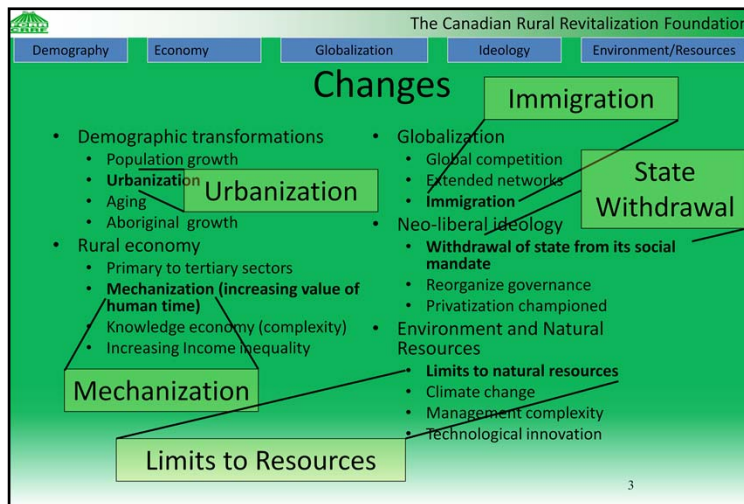 FCRR
CRRF
The Canadian Rural Revitalization Foundation
Demography
Economy
Globalization
Ideology
Environment/Resources
Changes
Immigration
• Demographic transformations
• Population growth
• Urbanization
• Aging
• Aboriginal growth
Urbanization
• Rural economy
• Primary to tertiary sectors
• Mechanization (increasing value of
human time)
• Knowledge economy (complexity)
• Increasing Income inequality
Mechanization
• Globalization
• Global competition
• Extended networks
• Immigration
State
Withdrawal
• Neo-liberal ideology
• Withdrawal of state from its social
mandate
• Reorganize governance
• Privatization championed
• Environment and Natural
Resources
• Limits to natural resources
• Climate change
• Management complexity
• Technological innovation
Limits to Resources
3